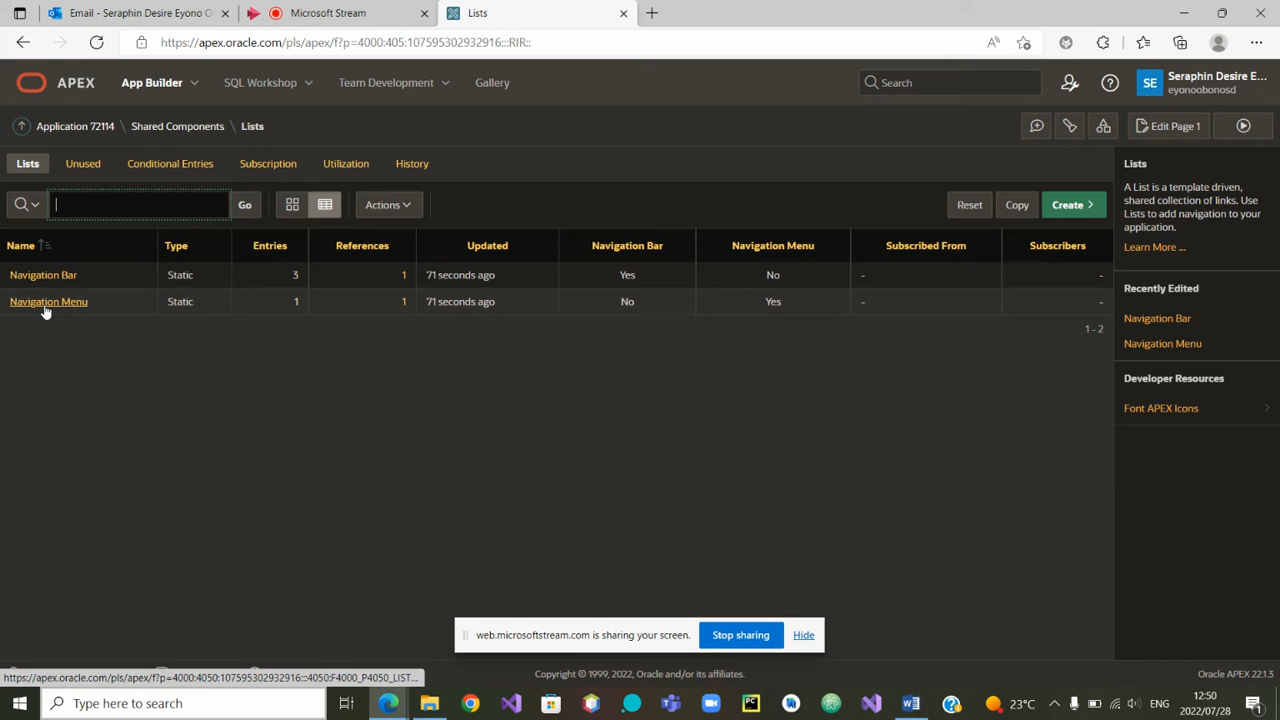 Email - Seraphin Desire Eyono O
Microsoft Stream
Lists
https://apex.oracle.com/pls/apex/f?p=4000:405:107595302932916:::RIR::
APEX
App Builder
SQL Workshop
Team Development
Gallery
Search
SE
Seraphin Desire E...
eyonoobonosd
Application 72114 \ Shared Components \ Lists
Edit Page 1
Lists
Unused
Conditional Entries
Subscription
Utilization
History
Go
Actions
Reset
Copy
Create
Name Type Entries References Updated Navigation Bar Navigation Menu Subscribed From Subscribers
Navigation Bar Static 3 1 71 seconds ago Yes No - -
Navigation Menu Static 1 1 71 seconds ago No Yes - -
1 - 2
Lists
A List is a template driven,
shared collection of links. Use
Lists to add navigation to your
application.
Learn More ...
Recently Edited
Navigation Bar
Navigation Menu
Developer Resources
Font APEX Icons
web.microsoftstream.com is sharing your screen.
Stop sharing
Hide
https://apex.oracle.com/pls/apex/f?p=4000:4050:107595302932916:::4050:F4000_P4050_LIST...
Copyright © 1999, 2022, Oracle and/or its affiliates.
Oracle APEX 22.1.3
Type here to search
23°C
ENG
12:50
2022/07/28